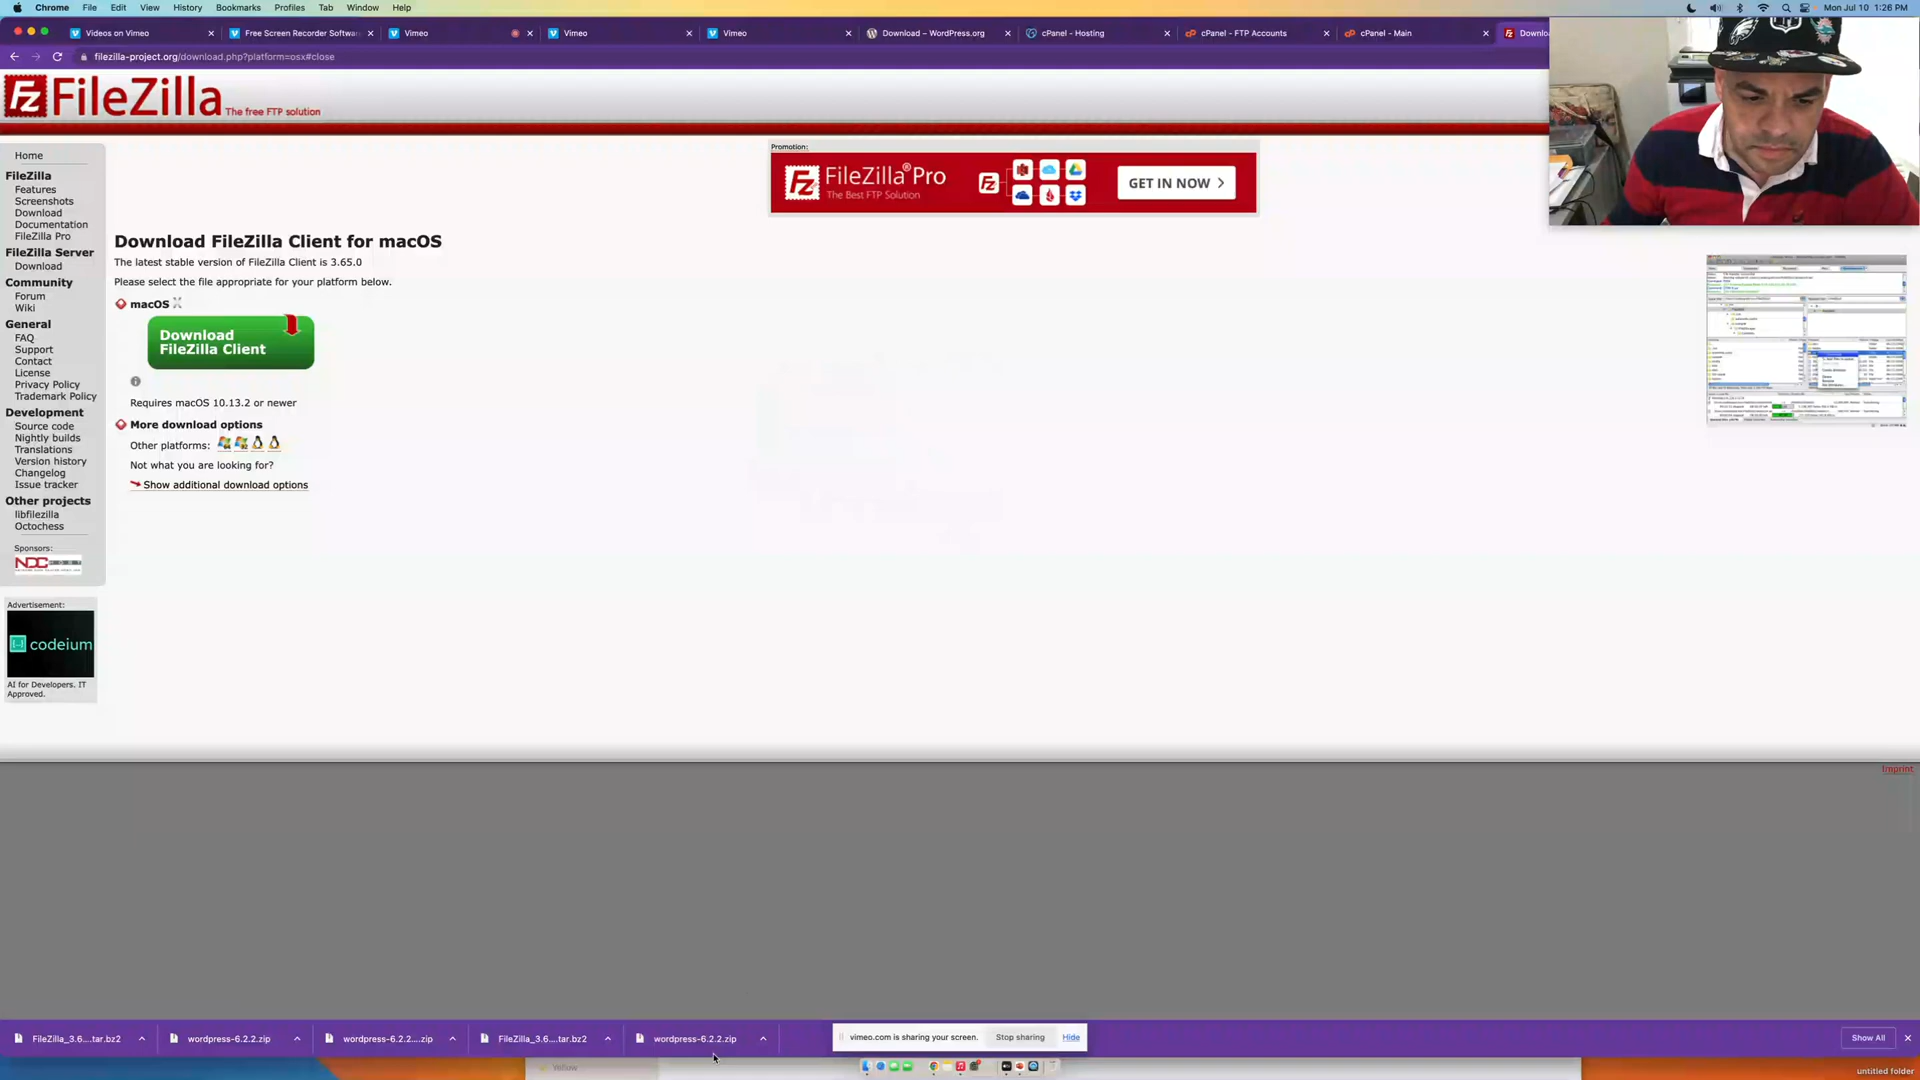 Chrome File Edit View History Bookmarks Profiles Tab Window Help Mon Jul 10 1:26 PM
Videos on Vimeo Free Screen Recorder Softwa Vimeo Vimeo Vimeo Download – WordPress.org cPanel - Hosting cPanel - FTP Accounts cPanel - Main Downlo
filezilla-project.org/download.php?platform=osx#close
FileZilla The free FTP solution
Home
FileZilla
Features
Screenshots
Download
Documentation
FileZilla Pro
FileZilla Server
Download
Community
Forum
Wiki
General
FAQ
Support
Contact
License
Privacy Policy
Trademark Policy
Development
Source code
Nightly builds
Translations
Version history
Changelog
Issue tracker
Other projects
libfilezilla
Octochess
Sponsors:
NDC HOST
Advertisement:
codeium
AI for Developers. IT
Approved.
Promotion:
FileZilla® Pro
The Best FTP Solution
GET IN NOW
Download FileZilla Client for macOS
The latest stable version of FileZilla Client is 3.65.0
Please select the file appropriate for your platform below.
macOS
Download
FileZilla Client
Requires macOS 10.13.2 or newer
More download options
Other platforms:
Not what you are looking for?
Show additional download options
Imprint
FileZilla_3.6....tar.bz2 wordpress-6.2.2.zip wordpress-6.2.2....zip FileZilla_3.6....tar.bz2 wordpress-6.2.2.zip vimeo.com is sharing your screen. Stop sharing Hide Show All
Yellow
untitled folder